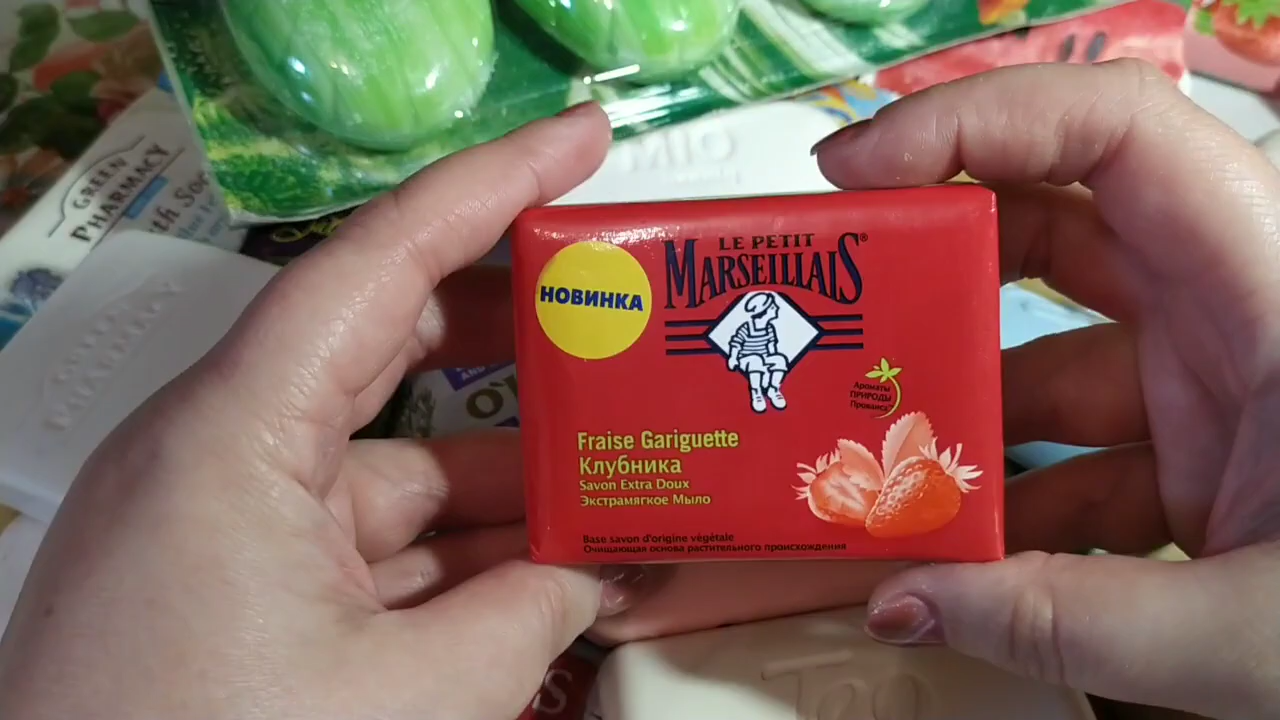 GREEN
PHARMACY
НОВИНКА
LE PETIT
MARSEILLAIS®
Ароматы
ПРИРОДЫ
Прованса
Fraise Gariguette
Клубника
Savon Extra Doux
Экстрамягкое Мыло
Base savon d'origine végétale
Очищающая основа растительного происхождения